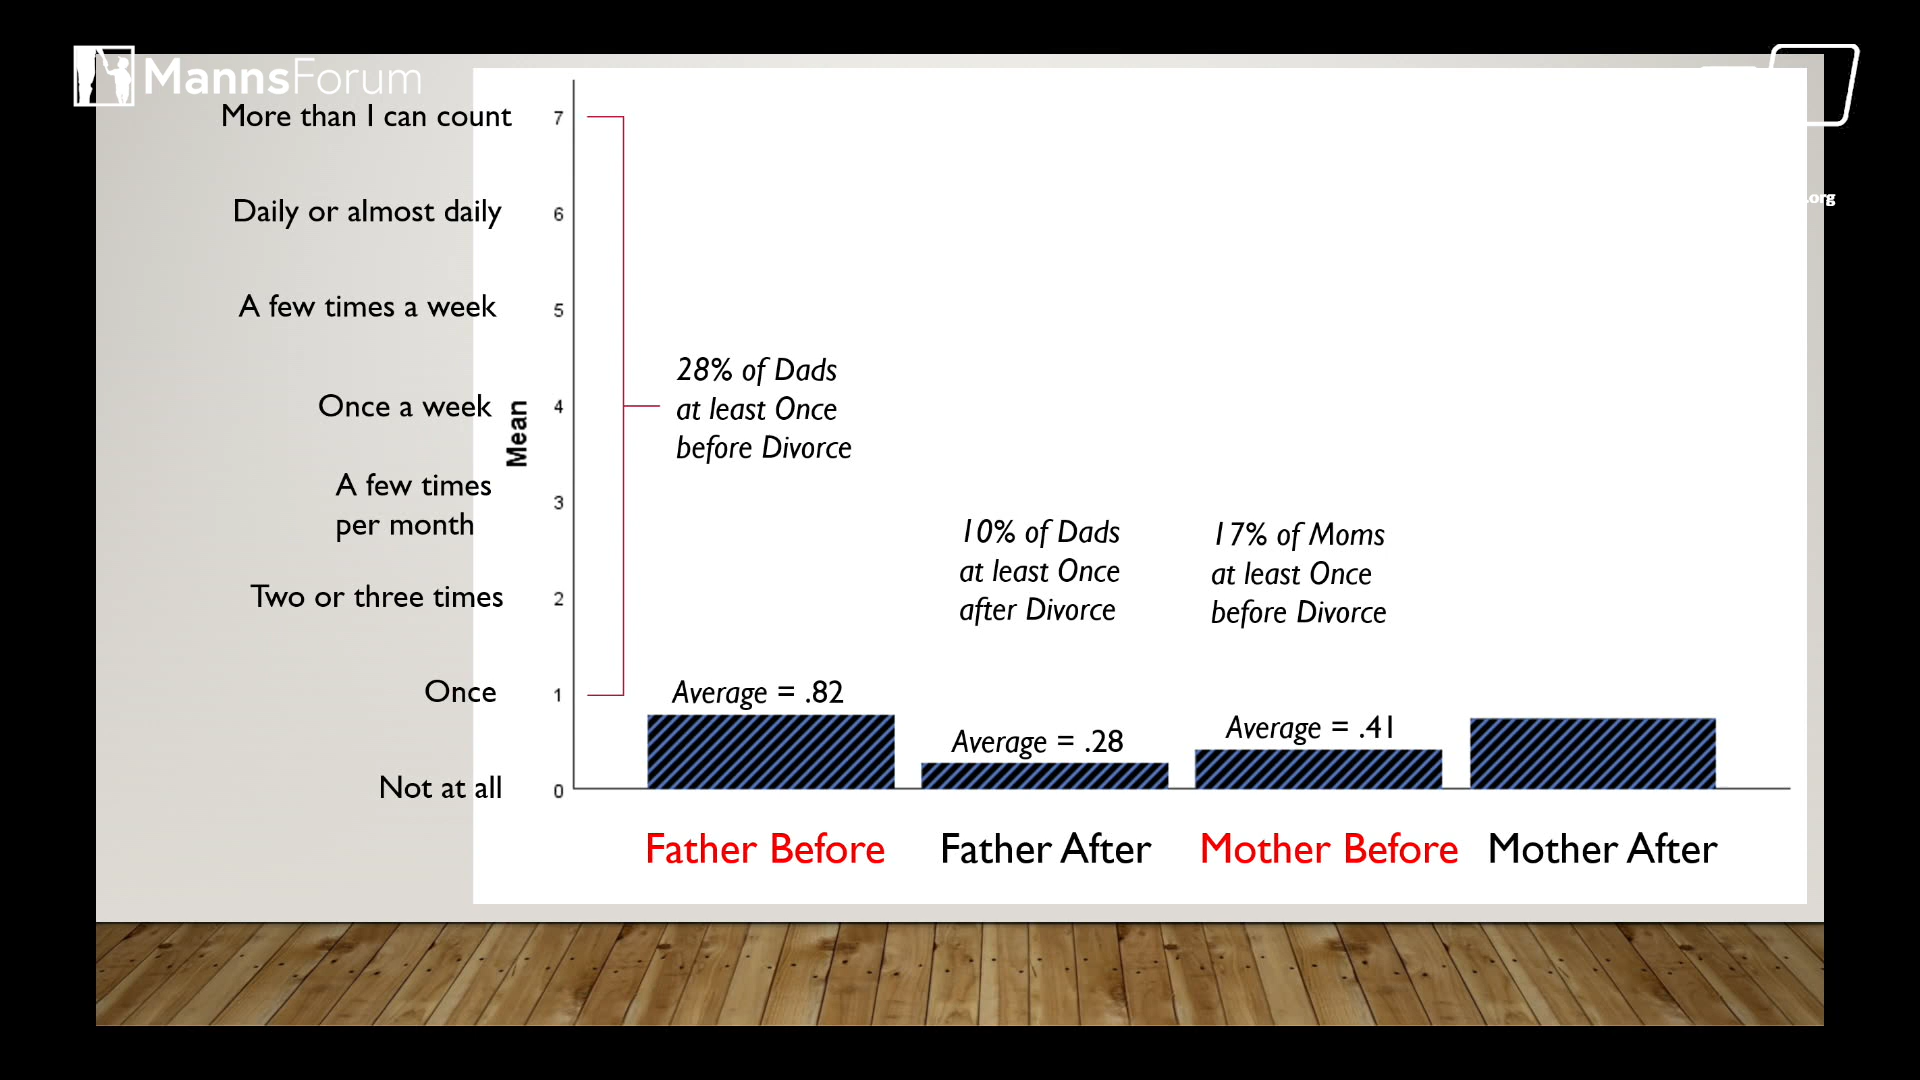 MannsForum
.org
More than I can count
7
Daily or almost daily
6
A few times a week
5
Once a week
4
A few times
per month
3
Two or three times
2
Once
1
Not at all
0
Mean
28% of Dads
at least Once
before Divorce
10% of Dads
at least Once
after Divorce
17% of Moms
at least Once
before Divorce
Average = .82
Average = .28
Average = .41
Father Before
Father After
Mother Before
Mother After